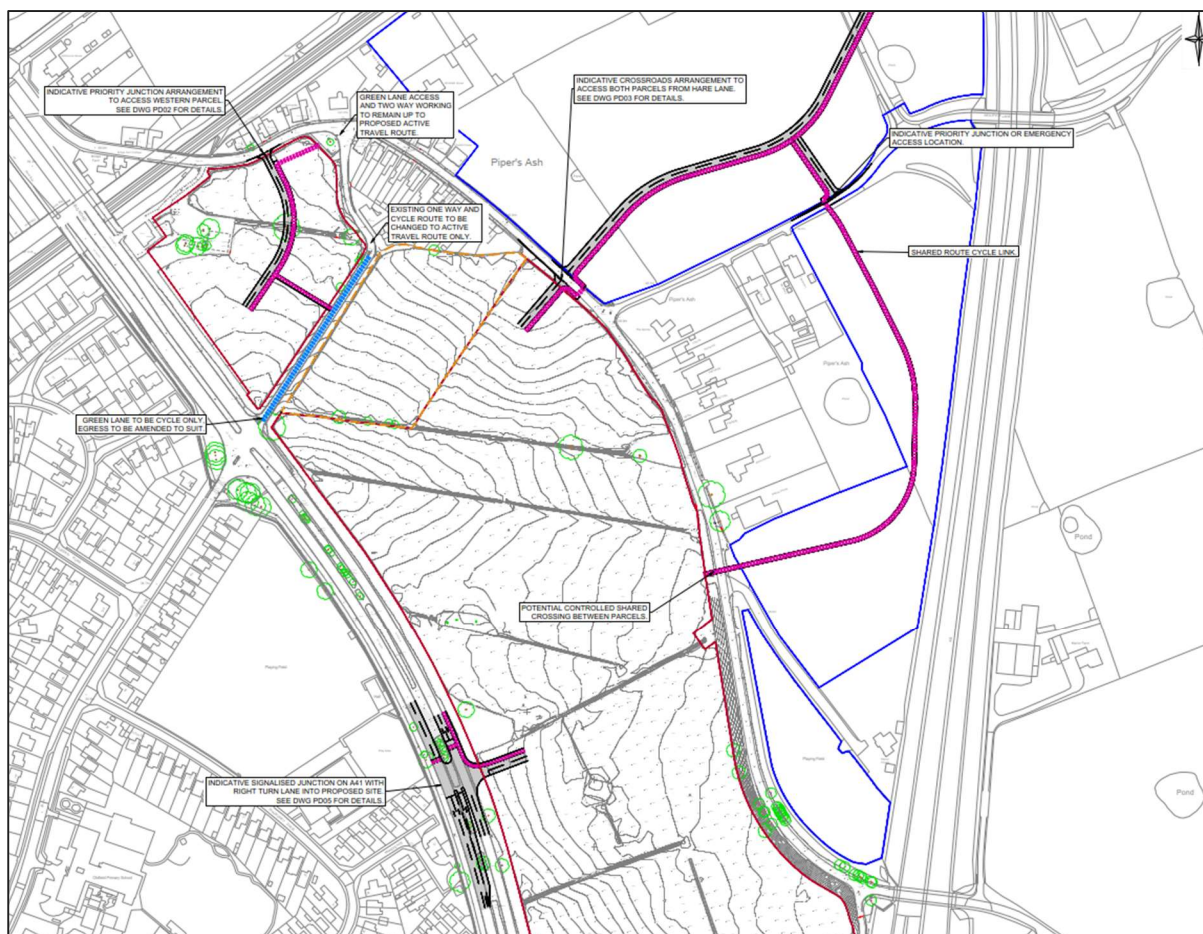 INDICATIVE PRIORITY JUNCTION ARRANGEMENT
TO ACCESS WESTERN PARCEL.
SEE DWG PD02 FOR DETAILS.
GREEN LANE ACCESS
AND TWO WAY WORKING
TO REMAIN UP TO
PROPOSED ACTIVE
TRAVEL ROUTE.
INDICATIVE CROSSROADS ARRANGEMENT TO
ACCESS BOTH PARCELS FROM HARE LANE.
SEE DWG PD03 FOR DETAILS.
INDICATIVE PRIORITY JUNCTION OR EMERGENCY
ACCESS LOCATION.
Piper's Ash
EXISTING ONE WAY AND
CYCLE ROUTE TO BE
CHANGED TO ACTIVE
TRAVEL ROUTE ONLY.
SHARED ROUTE CYCLE LINK.
Piper's Ash
Piper's Ash
GREEN LANE TO BE CYCLE ONLY,
EGRESS TO BE AMENDED TO SUIT.
Pond
POTENTIAL CONTROLLED SHARED
CROSSING BETWEEN PARCELS.
Playing Field
Playing Field
INDICATIVE SIGNALISED JUNCTION ON A41 WITH
RIGHT TURN LANE INTO PROPOSED SITE
SEE DWG PD05 FOR DETAILS.
Pond